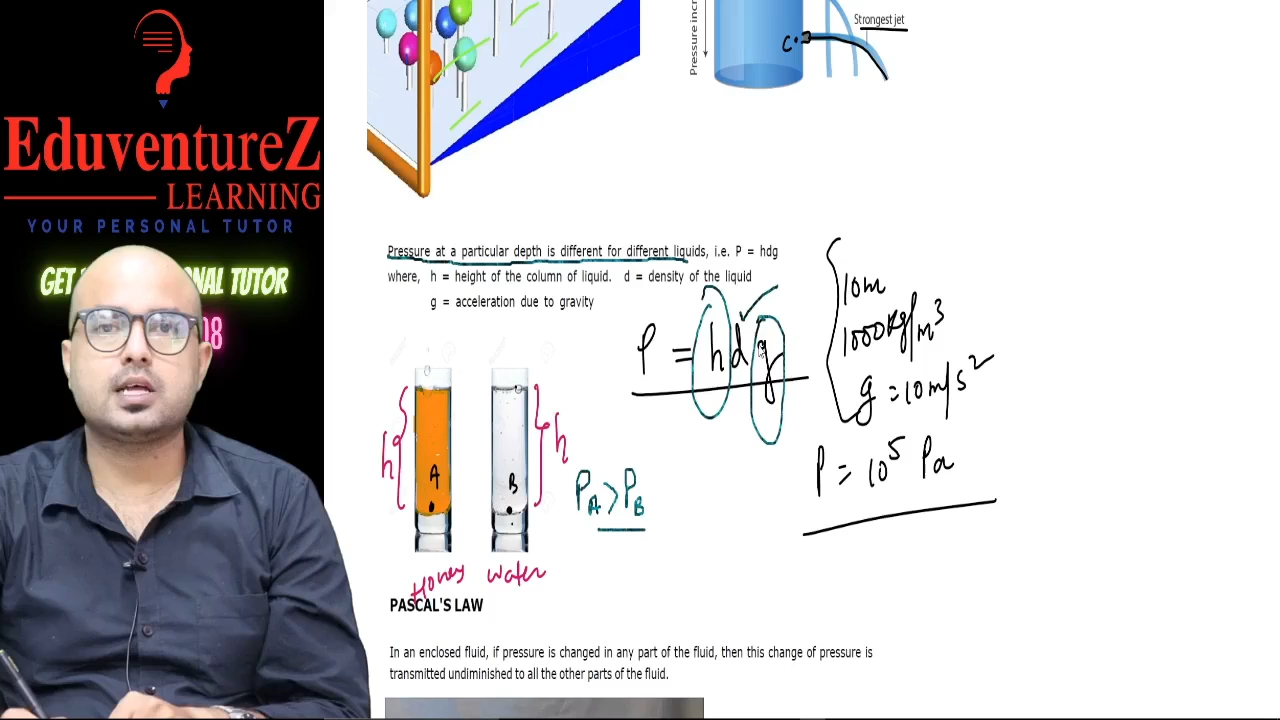 EduventureZ
LEARNING
YOUR PERSONAL TUTOR
ONAL TUTOR
Pressure incr
Strongest jet
C
Pressure at a particular depth is different for different liquids, i.e. P = hdg
where, h = height of the column of liquid. d = density of the liquid
g = acceleration due to gravity
P = hdg
10m
1000kg/m³
g = 10m/s²
P = 10⁵ Pa
h
A
B
h
P_A > P_B
Honey
Water
PASCAL'S LAW
In an enclosed fluid, if pressure is changed in any part of the fluid, then this change of pressure is
transmitted undiminished to all the other parts of the fluid.